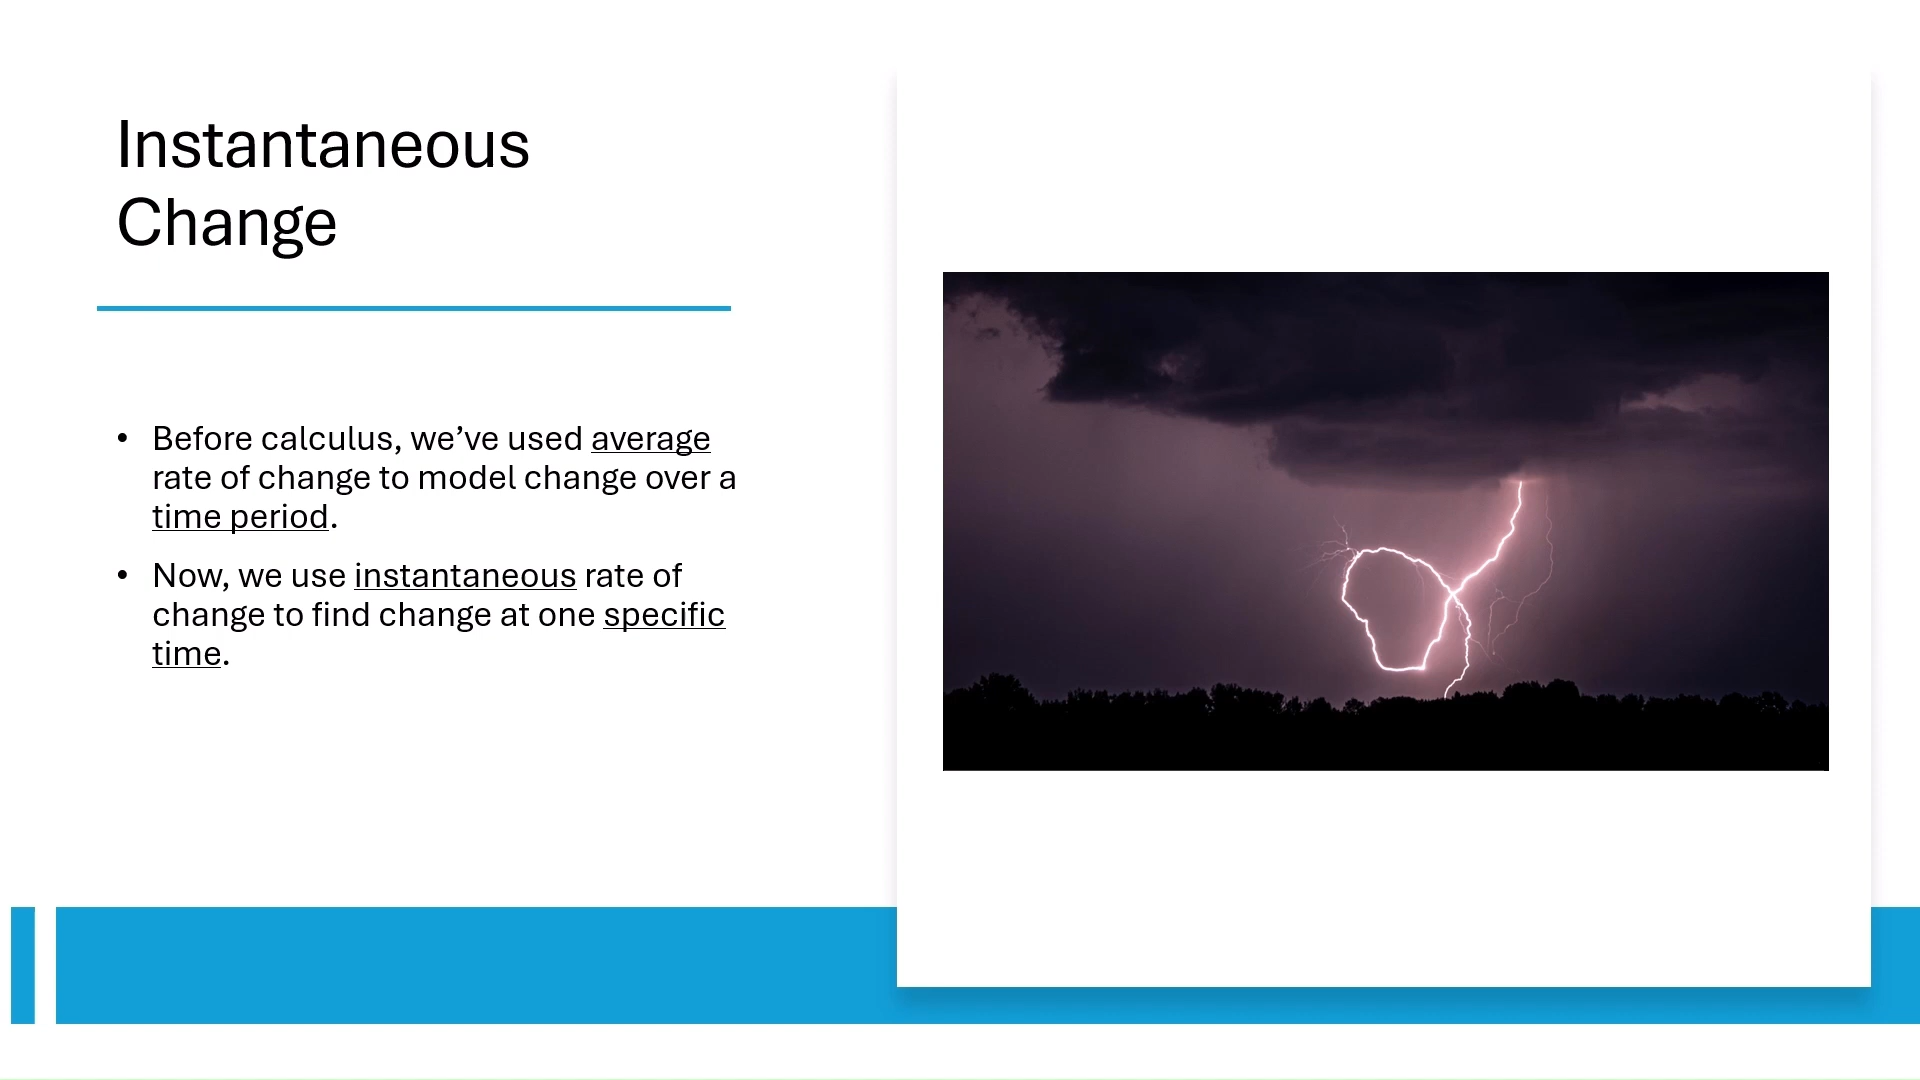 Instantaneous
Change
• Before calculus, we’ve used average
rate of change to model change over a
time period.
• Now, we use instantaneous rate of
change to find change at one specific
time.